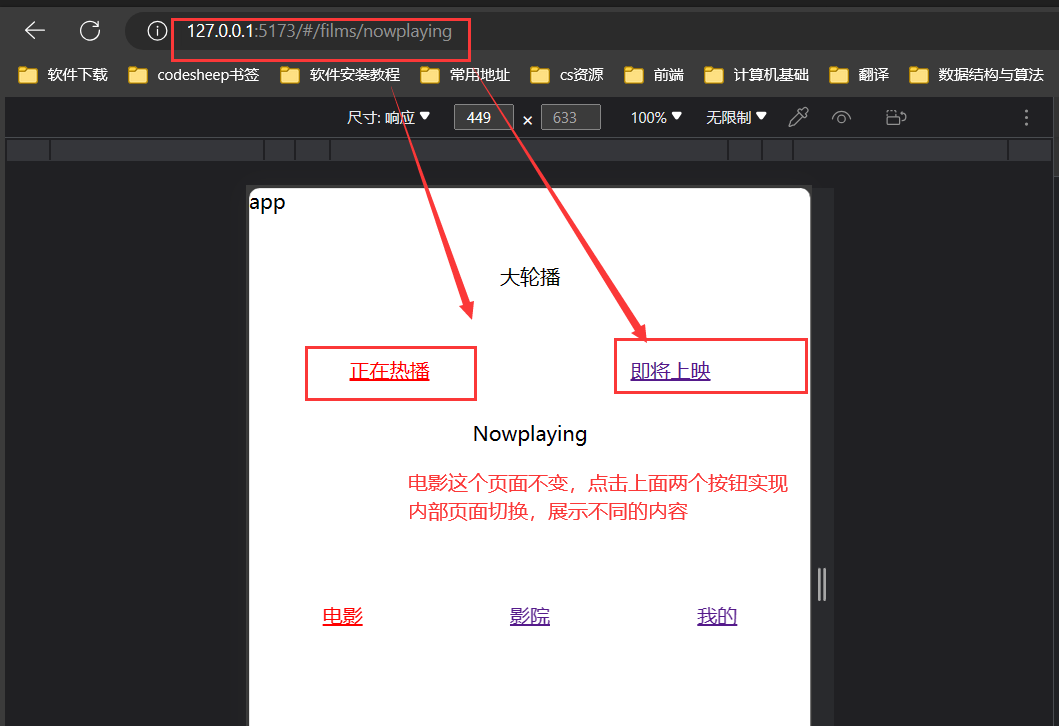 127.0.0.1:5173/#/films/nowplaying
软件下载 codesheep书签 软件安装教程 常用地址 cs资源 前端 计算机基础 翻译 数据结构与算法
尺寸: 响应 449 × 633 100% 无限制
app
大轮播
正在热播 即将上映
Nowplaying
电影这个页面不变，点击上面两个按钮实现
内部页面切换，展示不同的内容
电影 影院 我的